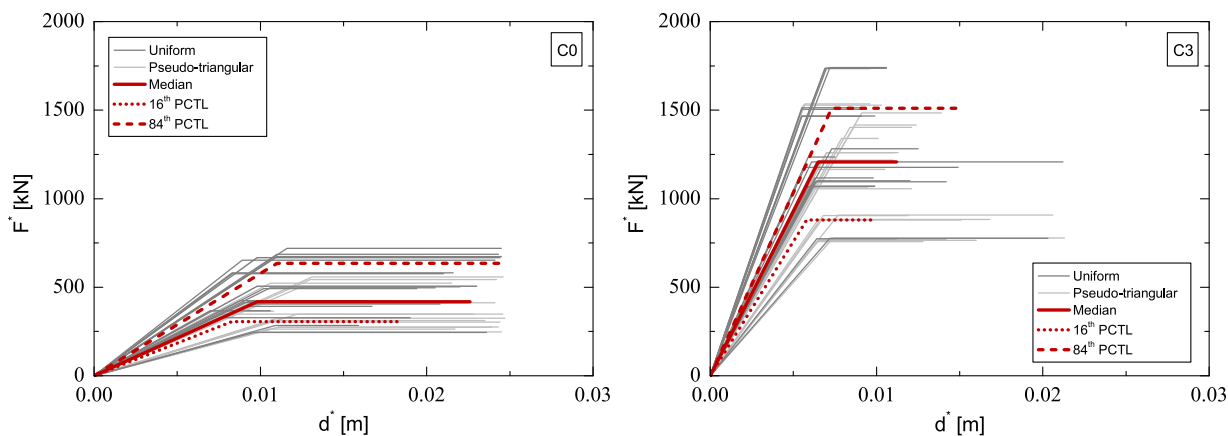 2000
1500
1000
500
0
F* [kN]
Uniform
Pseudo-triangular
Median
16th PCTL
84th PCTL
C0
0.00 0.01 0.02 0.03
d* [m]
2000
1500
1000
500
0
F* [kN]
C3
Uniform
Pseudo-triangular
Median
16th PCTL
84th PCTL
0.00 0.01 0.02 0.03
d* [m]